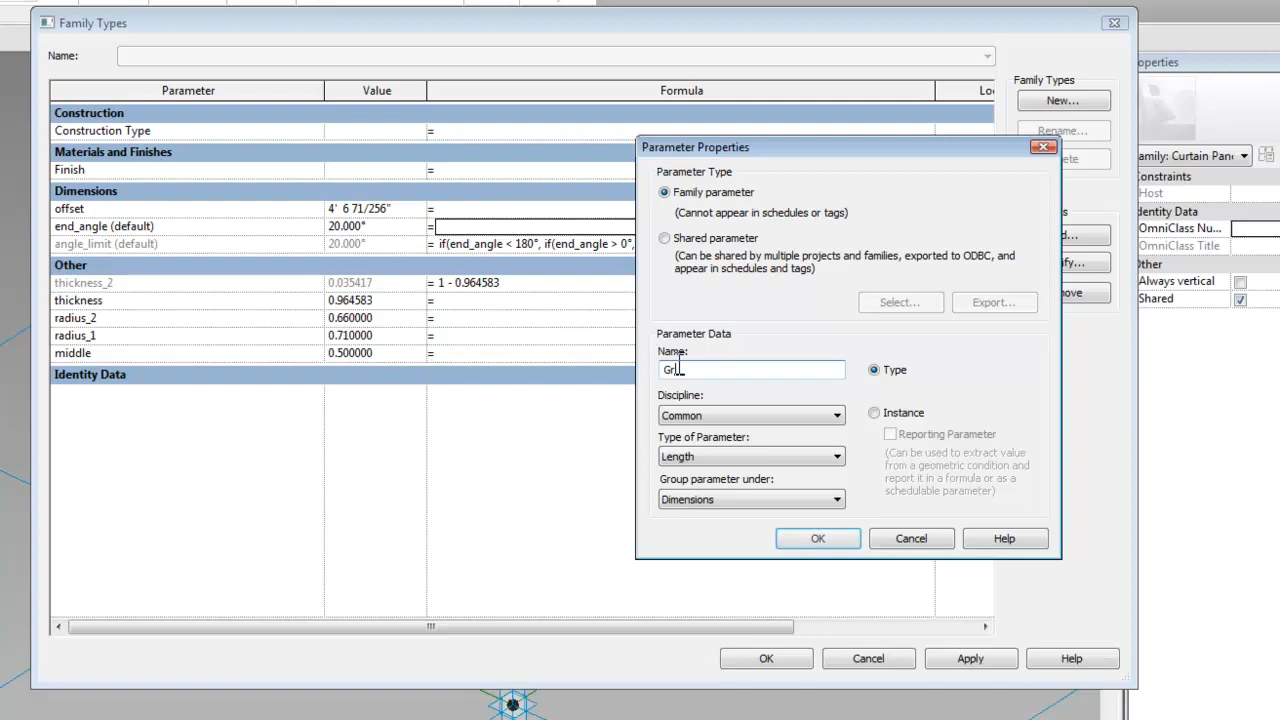 Family Types
Name:
Parameter Value Formula Loc
Construction
Construction Type =
Materials and Finishes
Finish =
Dimensions
offset 4' 6 71/256" =
end_angle (default) 20.000° =
angle_limit (default) 20.000° = if(end_angle < 180°, if(end_angle > 0°,
Other
thickness_2 0.035417 = 1 - 0.964583
thickness 0.964583 =
radius_2 0.660000 =
radius_1 0.710000 =
middle 0.500000 =
Identity Data
Family Types
New...
Rename...
ete
s
d...
fy...
nove
OK Cancel Apply Help
Parameter Properties
Parameter Type
Family parameter
(Cannot appear in schedules or tags)
Shared parameter
(Can be shared by multiple projects and families, exported to ODBC, and
appear in schedules and tags)
Select... Export...
Parameter Data
Name:
Gr
Type
Discipline:
Common
Instance
Reporting Parameter
Type of Parameter:
Length
(Can be used to extract value
from a geometric condition and
report it in a formula or as a
schedulable parameter)
Group parameter under:
Dimensions
OK Cancel Help
operties
Family: Curtain Pan
Constraints
Host
Identity Data
OmniClass Nu...
OmniClass Title
Other
Always vertical
Shared